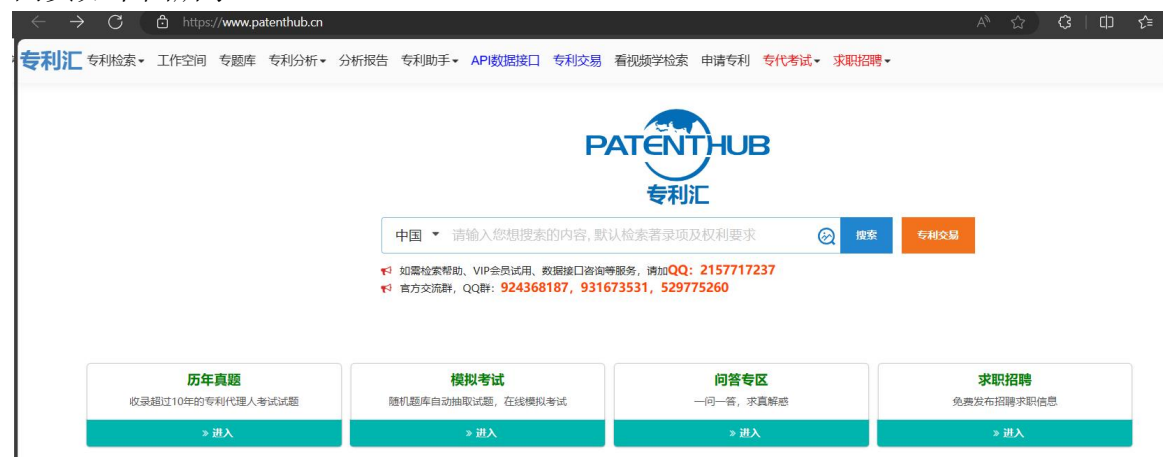 https://www.patenthub.cn
专利汇 专利检索 工作空间 专题库 专利分析 分析报告 专利助手 API数据接口 专利交易 看视频学检索 申请专利 专代考试 求职招聘
PATENTHUB
专利汇
中国 请输入您想搜索的内容, 默认检索著录项及权利要求 搜索 专利交易
如需检索帮助、VIP会员试用、数据接口咨询等服务，请加QQ：2157717237
官方交流群，QQ群：924368187，931673531，529775260
历年真题 模拟考试 问答专区 求职招聘
收录超过10年的专利代理人考试试题 随机题库自动抽取试题，在线模拟考试 一问一答，求真解惑 免费发布招聘求职信息
» 进入 » 进入 » 进入 » 进入